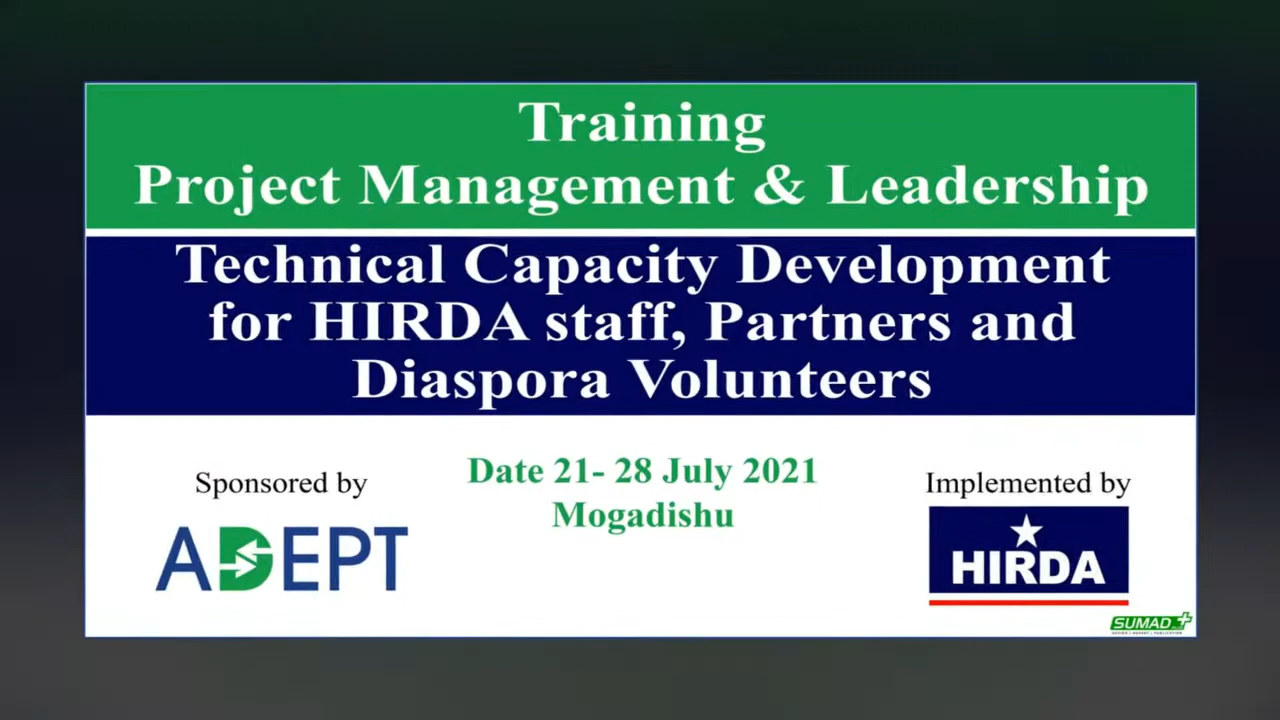 Training
Project Management & Leadership
Technical Capacity Development
for HIRDA staff, Partners and
Diaspora Volunteers
Sponsored by
ADEPT
Date 21- 28 July 2021
Mogadishu
Implemented by
HIRDA
SUMAD